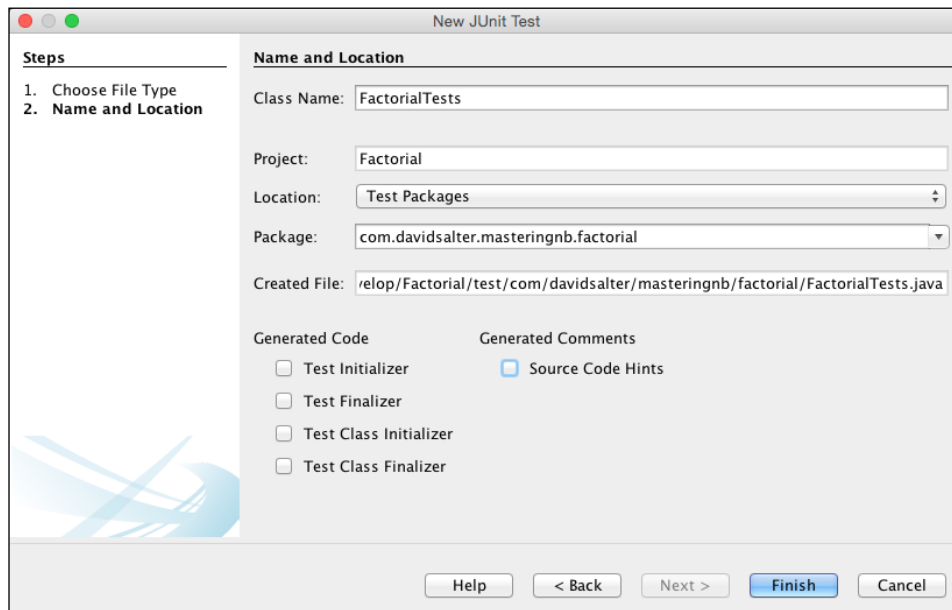 New JUnit Test
Steps
1. Choose File Type
2. Name and Location
Name and Location
Class Name: FactorialTests
Project: Factorial
Location: Test Packages
Package: com.davidsalter.masteringnb.factorial
Created File: velop/Factorial/test/com/davidsalter/masteringnb/factorial/FactorialTests.java
Generated Code
Generated Comments
Test Initializer
Source Code Hints
Test Finalizer
Test Class Initializer
Test Class Finalizer
Help
< Back
Next >
Finish
Cancel